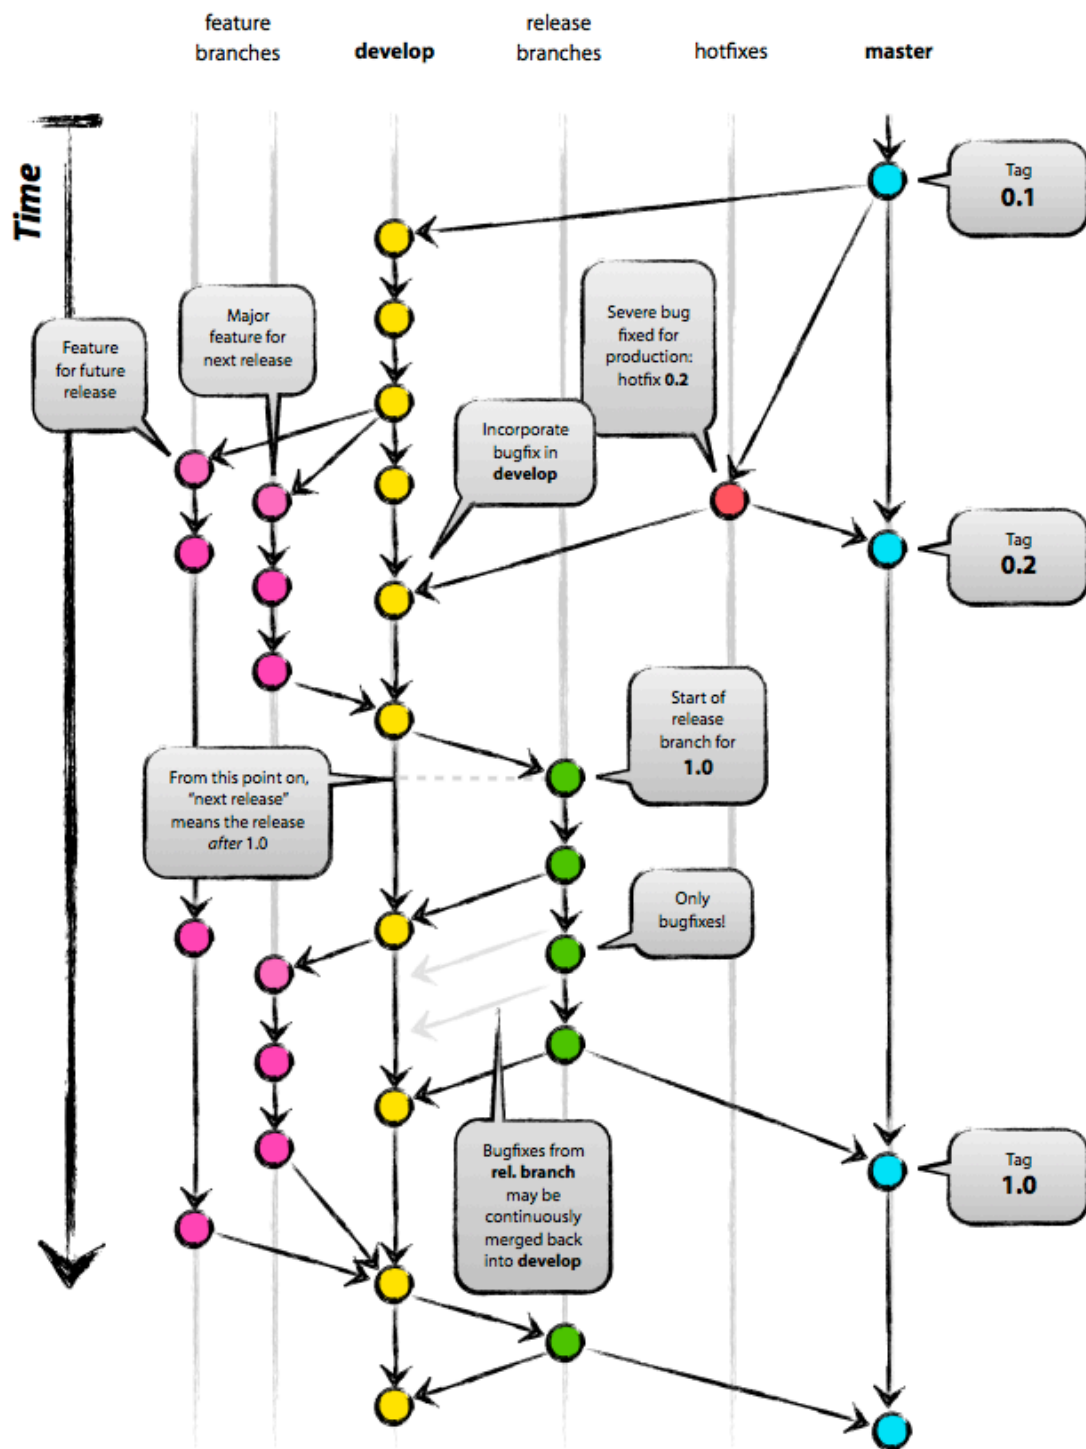 feature
branches
develop
release
branches
hotfixes
master
Time
Tag
0.1
Severe bug
fixed for
production:
hotfix 0.2
Major
feature for
next release
Feature
for future
release
Incorporate
bugfix in
develop
Tag
0.2
Start of
release
branch for
1.0
From this point on,
“next release”
means the release
after 1.0
Only
bugfixes!
Bugfixes from
rel. branch
may be
continuously
merged back
into develop
Tag
1.0